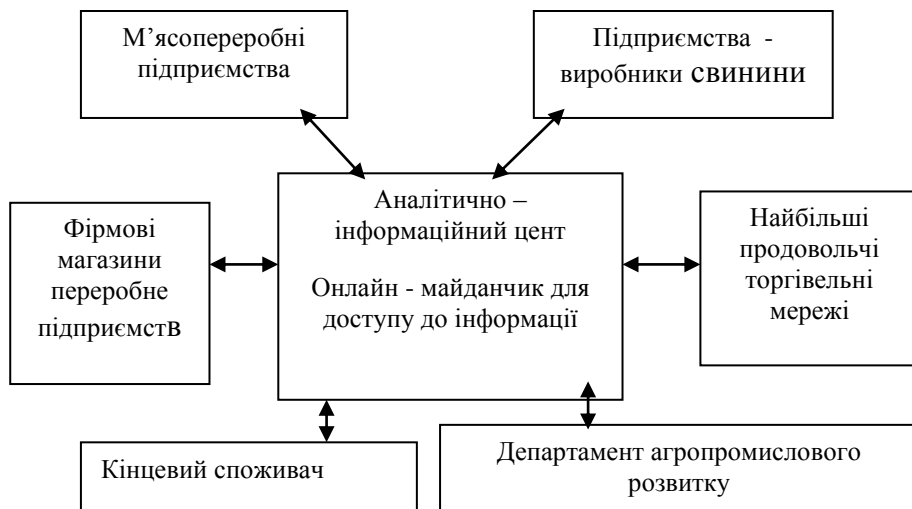 М’ясопереробні
підприємства
Підприємства -
виробники свинини
Аналітично –
інформаційний цент
Онлайн - майданчик для
доступу до інформації
Фірмові
магазини
переробне
підприємств
Найбільші
продовольчі
торгівельні
мережі
Кінцевий споживач
Департамент агропромислового
розвитку